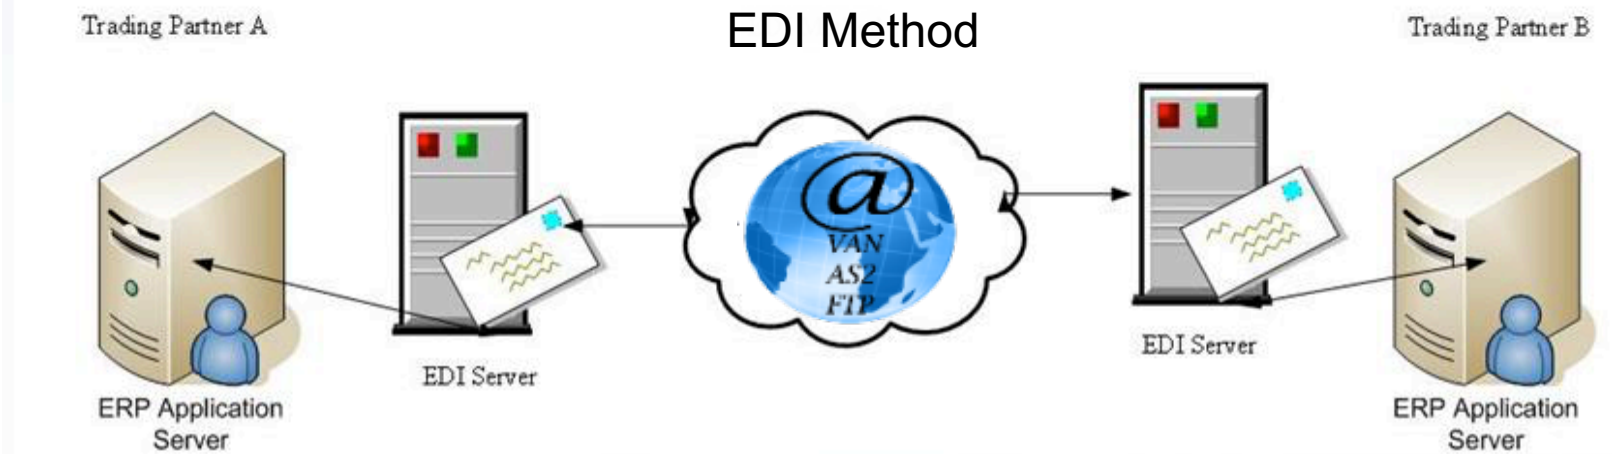 Trading Partner A
EDI Method
Trading Partner B
@
VAN
AS2
FTP
EDI Server
EDI Server
ERP Application
Server
ERP Application
Server